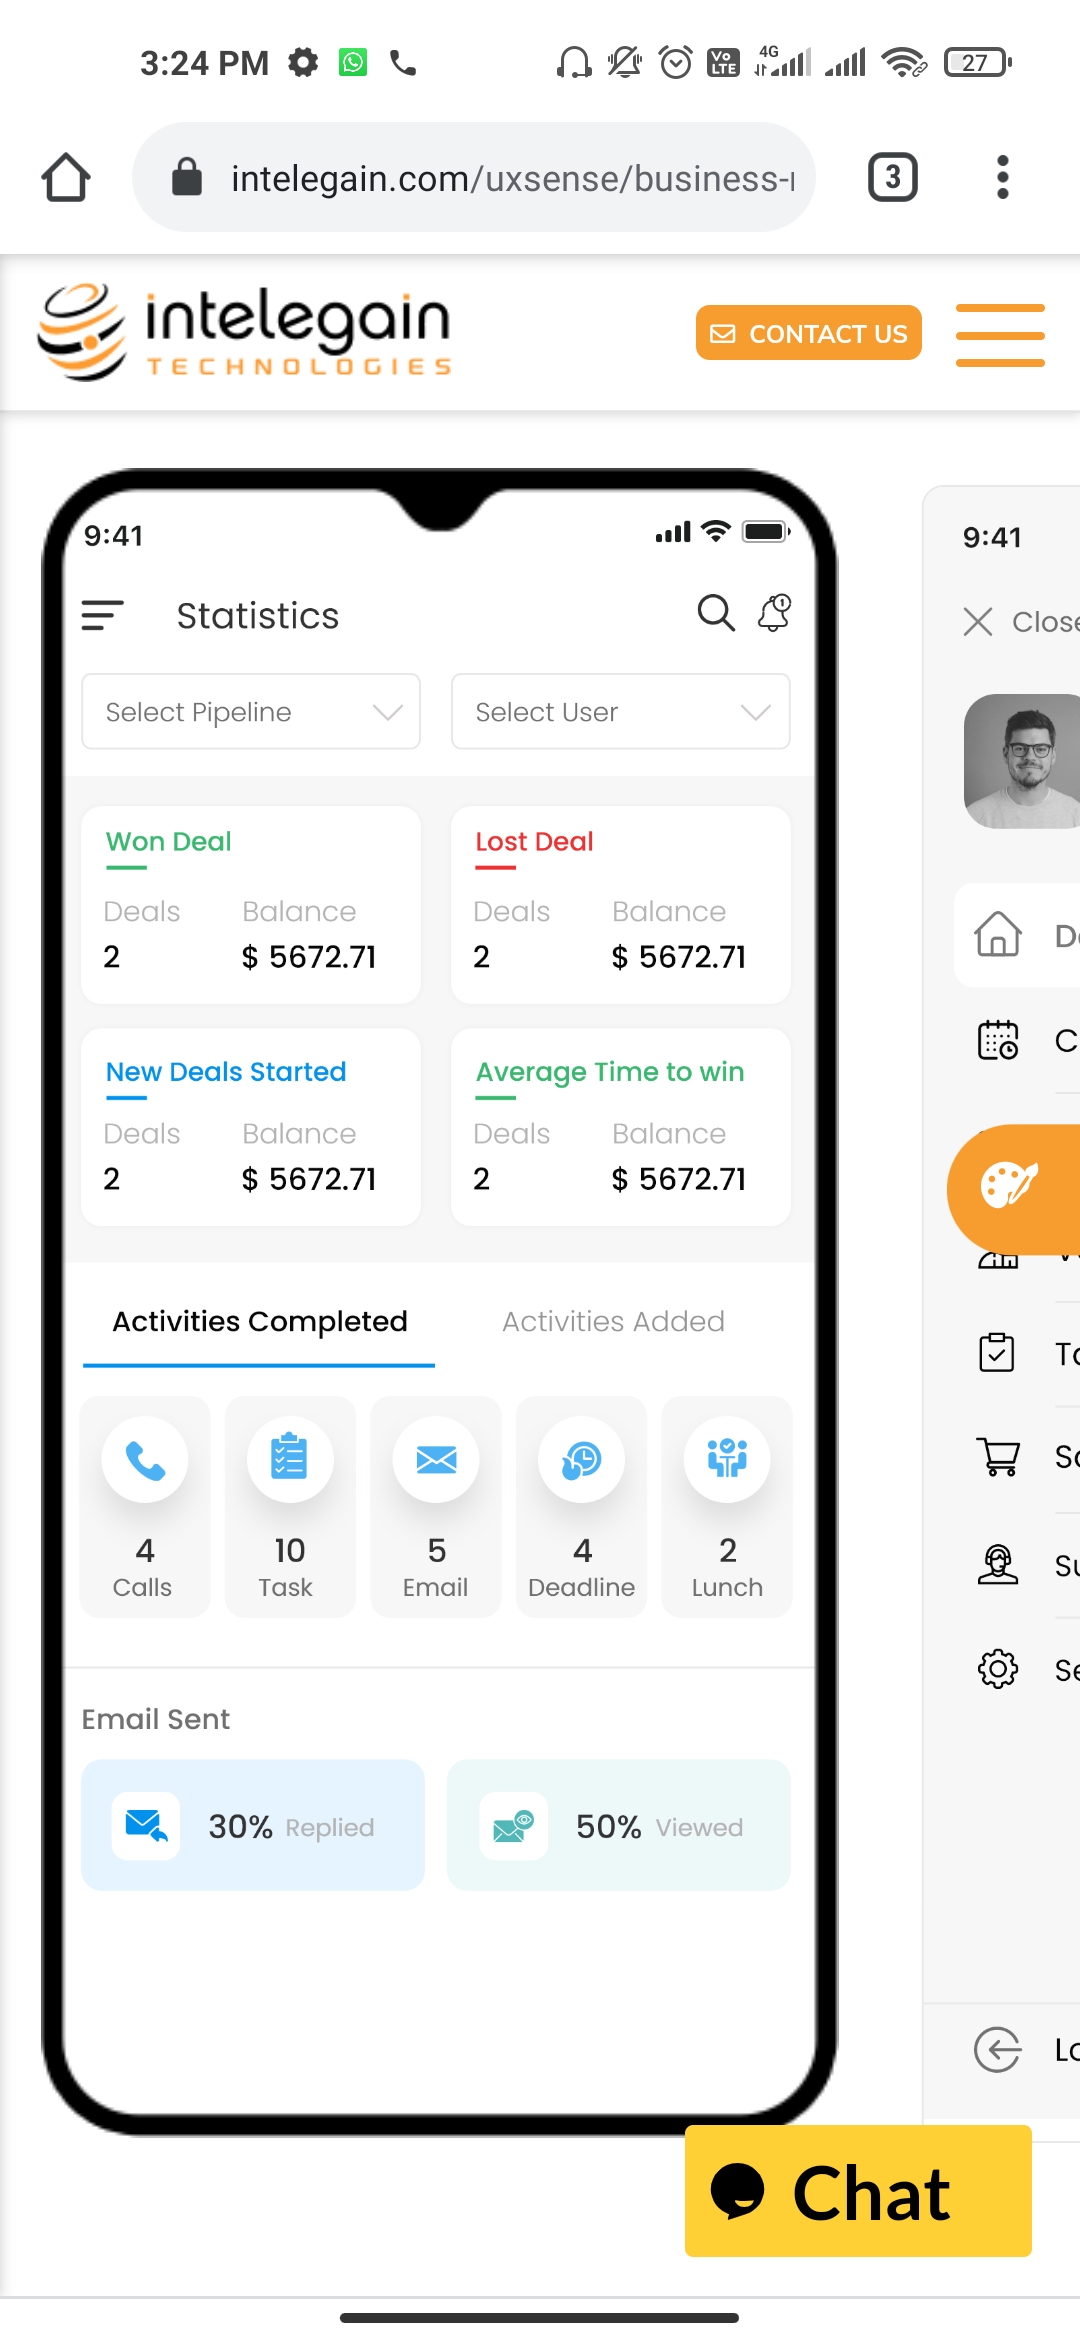 3:24 PM
Vo LTE 4G 27
intelegain.com/uxsense/business-
3
intelegain
TECHNOLOGIES
CONTACT US
9:41
Statistics
1
Select Pipeline Select User
Won Deal Lost Deal
Deals Balance Deals Balance
2 $ 5672.71 2 $ 5672.71
New Deals Started Average Time to win
Deals Balance Deals Balance
2 $ 5672.71 2 $ 5672.71
Activities Completed Activities Added
4 10 5 4 2
Calls Task Email Deadline Lunch
Email Sent
30% Replied 50% Viewed
9:41
Close
Chat